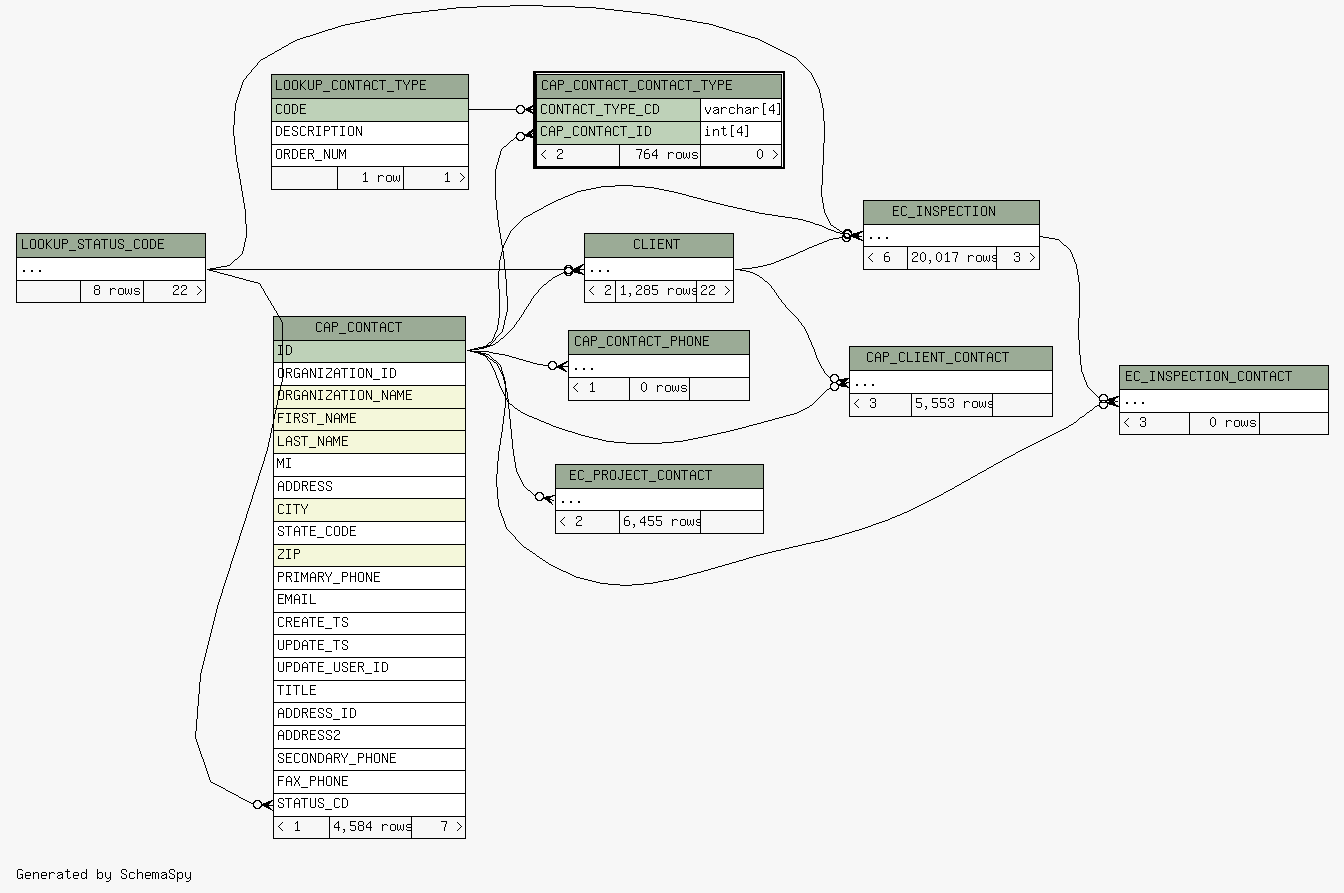 LOOKUP_CONTACT_TYPE
CODE
DESCRIPTION
ORDER_NUM
1 row 1 >
CAP_CONTACT_CONTACT_TYPE
CONTACT_TYPE_CD varchar[4]
CAP_CONTACT_ID int[4]
< 2 764 rows 0 >
LOOKUP_STATUS_CODE
...
8 rows 22 >
CLIENT
...
< 2 1,285 rows 22 >
EC_INSPECTION
...
< 6 20,017 rows 3 >
CAP_CONTACT
ID
ORGANIZATION_ID
ORGANIZATION_NAME
FIRST_NAME
LAST_NAME
MI
ADDRESS
CITY
STATE_CODE
ZIP
PRIMARY_PHONE
EMAIL
CREATE_TS
UPDATE_TS
UPDATE_USER_ID
TITLE
ADDRESS_ID
ADDRESS2
SECONDARY_PHONE
FAX_PHONE
STATUS_CD
< 1 4,584 rows 7 >
CAP_CONTACT_PHONE
...
< 1 0 rows
CAP_CLIENT_CONTACT
...
< 3 5,553 rows
EC_INSPECTION_CONTACT
...
< 3 0 rows
EC_PROJECT_CONTACT
...
< 2 6,455 rows
Generated by SchemaSpy